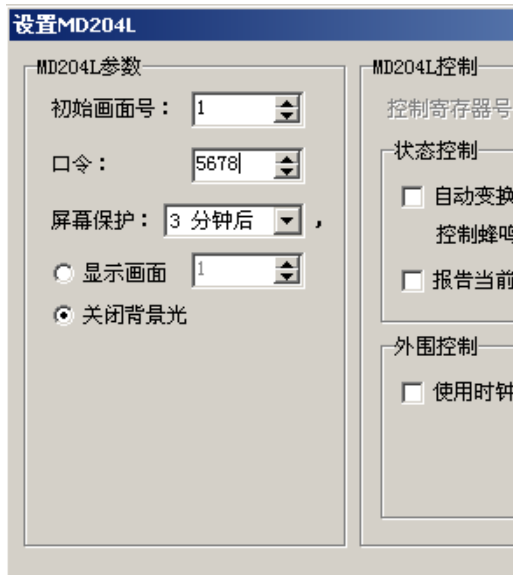 设置MD204L
MD204L参数
初始画面号： 1
口令： 5678
屏幕保护： 3 分钟后 ，
显示画面 1
关闭背景光
MD204L控制
控制寄存器号
状态控制
自动变换
控制蜂鸣
报告当前
外围控制
使用时钟